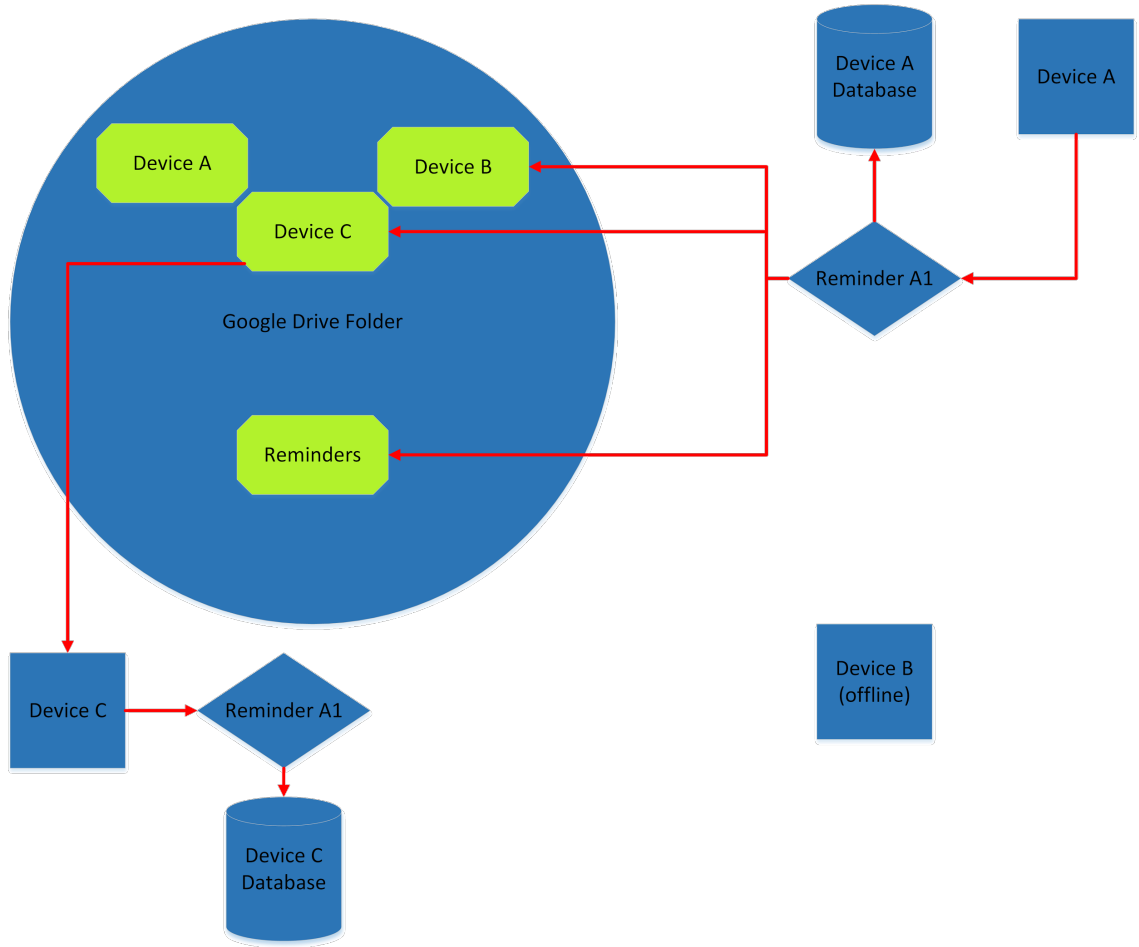 Device A
Database
Device A
Device A
Device B
Device C
Reminder A1
Google Drive Folder
Reminders
Device B
(offline)
Device C
Reminder A1
Device C
Database